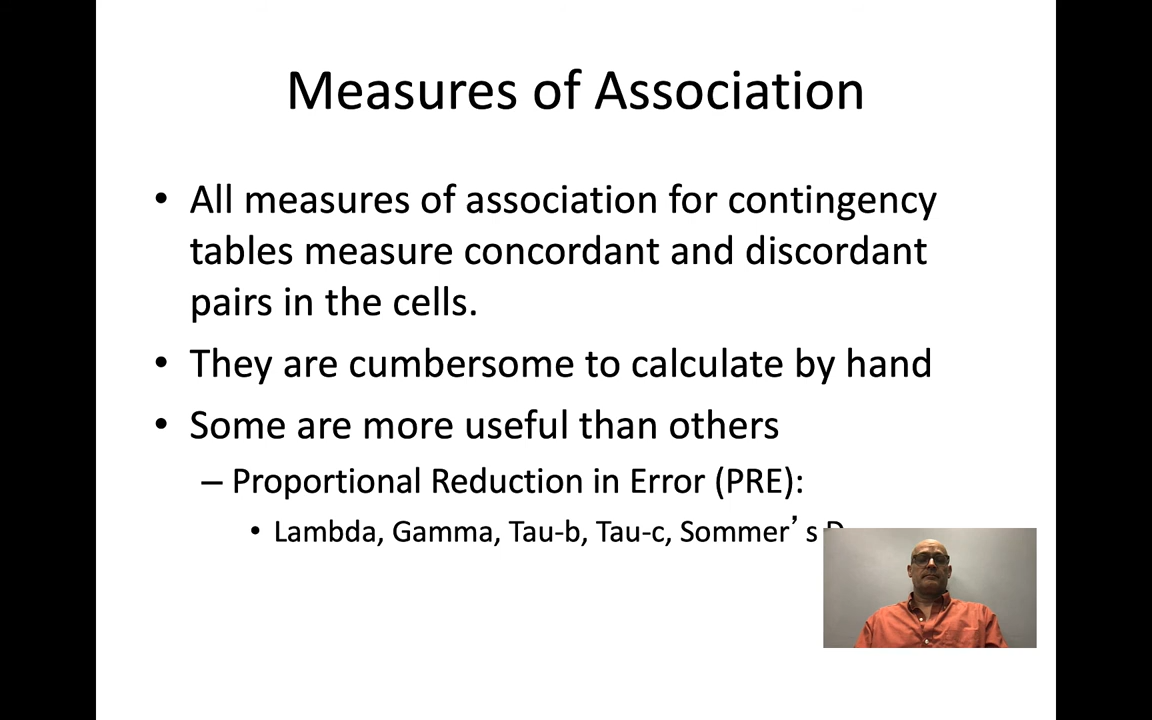 Measures of Association
• All measures of association for contingency
tables measure concordant and discordant
pairs in the cells.
• They are cumbersome to calculate by hand
• Some are more useful than others
– Proportional Reduction in Error (PRE):
• Lambda, Gamma, Tau-b, Tau-c, Sommer’s D